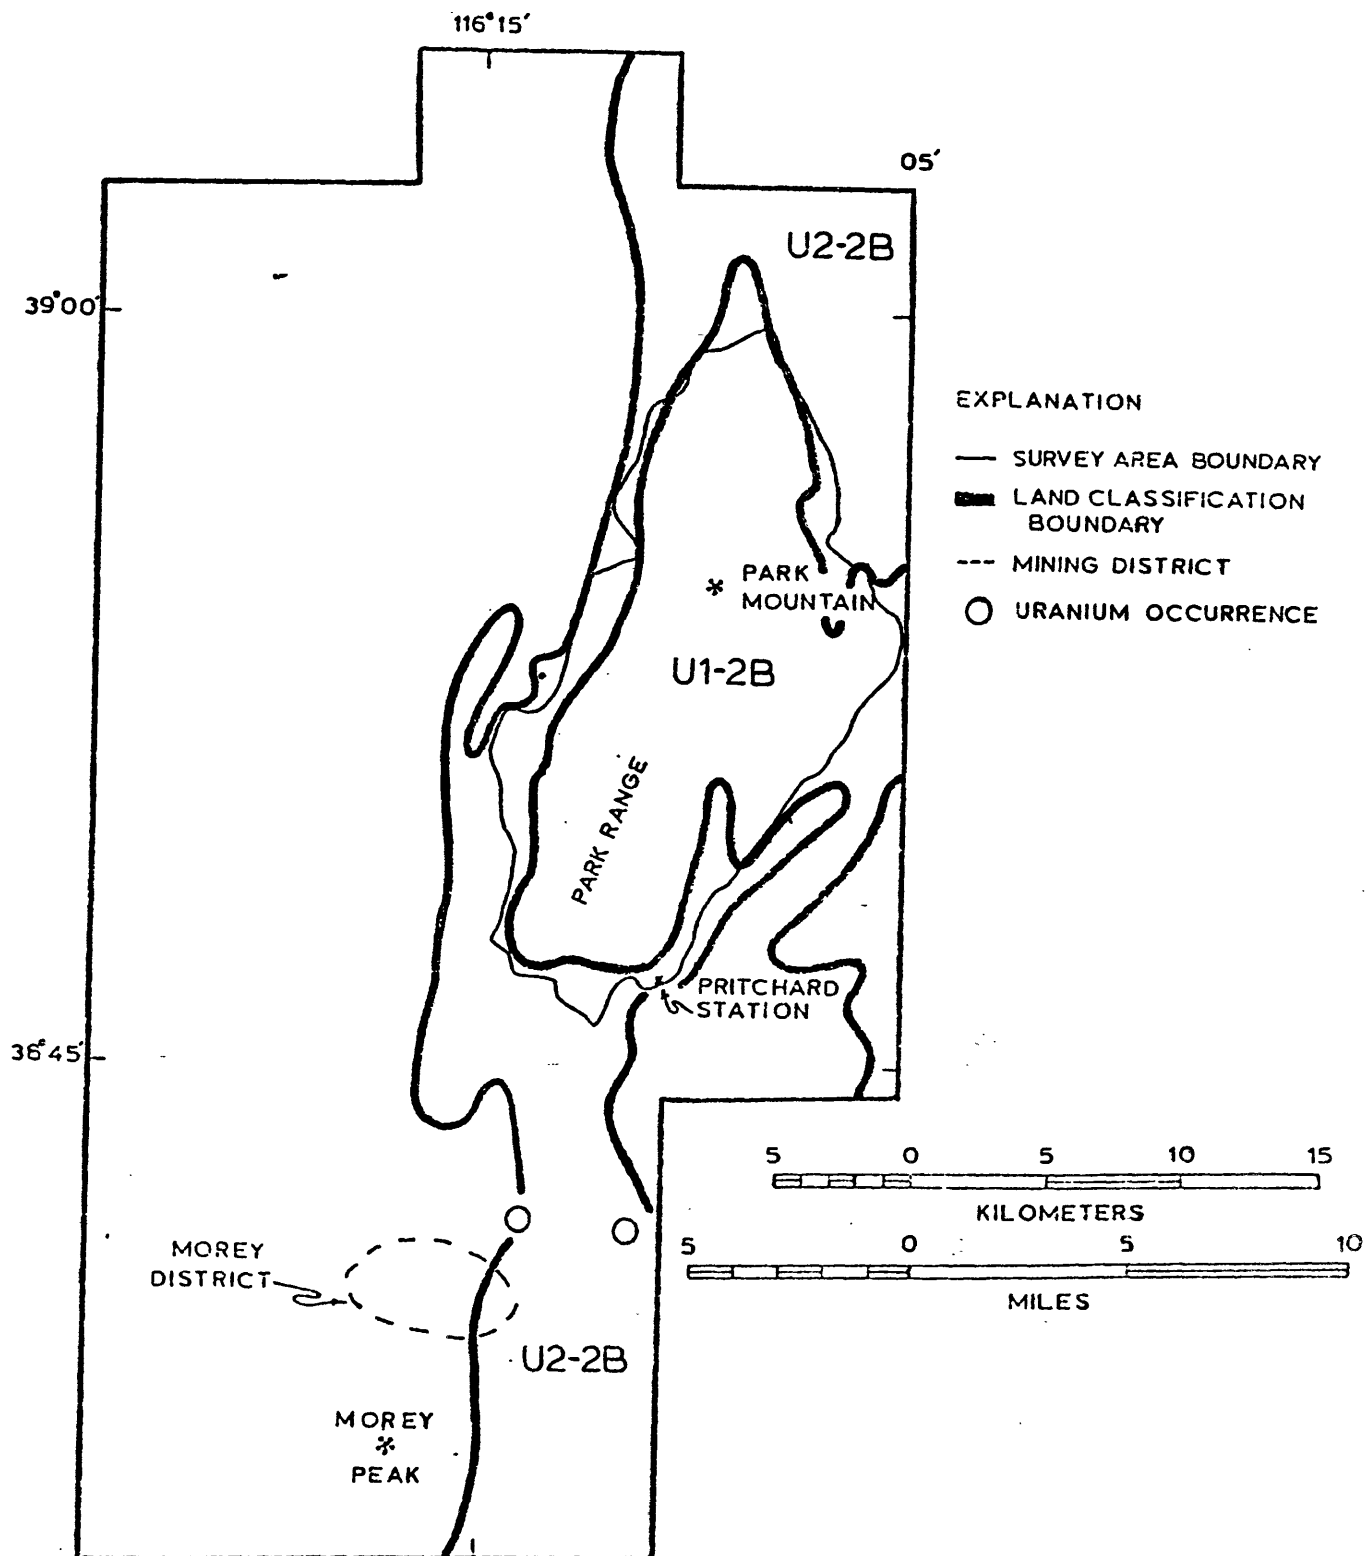 116°15′
05′
U2-2B
39°00′
EXPLANATION
SURVEY AREA BOUNDARY
LAND CLASSIFICATION
BOUNDARY
MINING DISTRICT
URANIUM OCCURRENCE
PARK
MOUNTAIN
U1-2B
PARK RANGE
PRITCHARD
STATION
38°45′
5 0 5 10 15
KILOMETERS
5 0 5 10
MILES
MOREY
DISTRICT
U2-2B
MOREY
PEAK